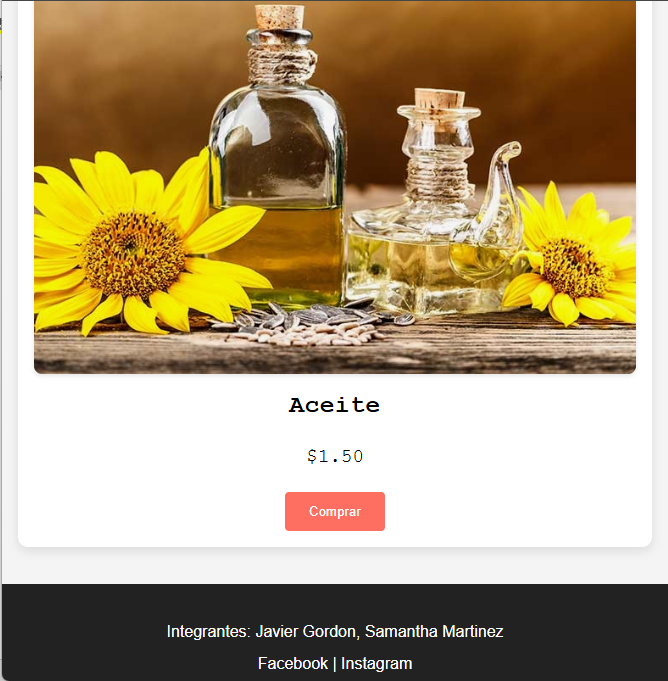 Aceite
$1.50
Comprar
Integrantes: Javier Gordon, Samantha Martinez
Facebook | Instagram